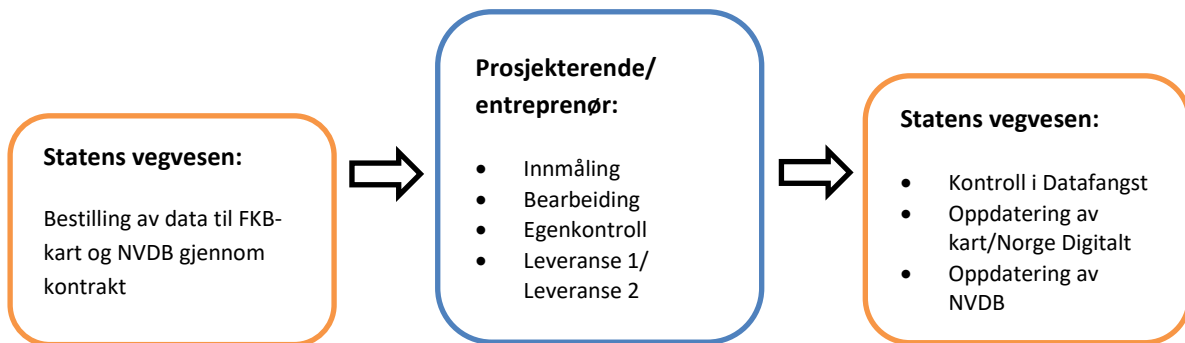 Statens vegvesen:
Bestilling av data til FKB-
kart og NVDB gjennom
kontrakt
Prosjekterende/
entreprenør:
• Innmåling
• Bearbeiding
• Egenkontroll
• Leveranse 1/
Leveranse 2
Statens vegvesen:
• Kontroll i Datafangst
• Oppdatering av
kart/Norge Digitalt
• Oppdatering av
NVDB